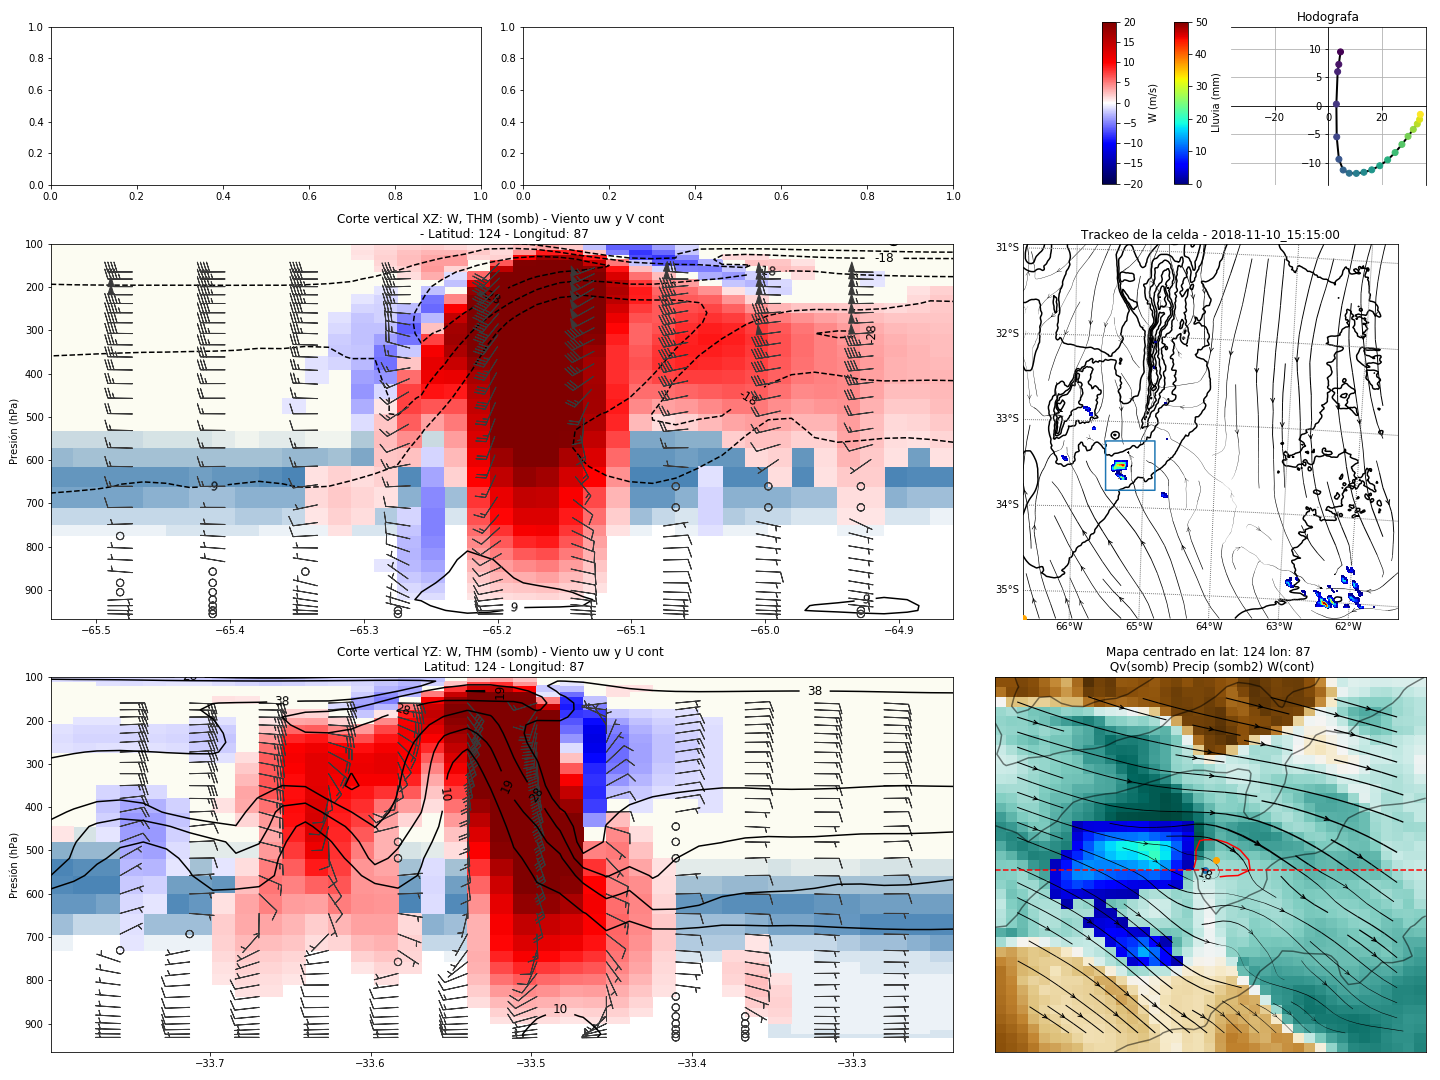 1.0
0.8
0.6
0.4
0.2
0.0
0.0 0.2 0.4 0.6 0.8 1.0
1.0
0.8
0.6
0.4
0.2
0.0
0.0 0.2 0.4 0.6 0.8 1.0
20
15
10
5
0
−5
−10
−15
−20
W (m/s)
50
40
30
20
10
0
Lluvia (mm)
Hodografa
10
5
0
−5
−10
−20 0 20
Corte vertical XZ: W, THM (somb) - Viento uw y V cont
- Latitud: 124 - Longitud: 87
Presión (hPa)
100
200
300
400
500
600
700
800
900
−65.5 −65.4 −65.3 −65.2 −65.1 −65.0 −64.9
-18
-18
-28
-18
9
9
9
Trackeo de la celda - 2018-11-10_15:15:00
31°S
32°S
33°S
34°S
35°S
66°W 65°W 64°W 63°W 62°W
Corte vertical YZ: W, THM (somb) - Viento uw y U cont
Latitud: 124 - Longitud: 87
Presión (hPa)
100
200
300
400
500
600
700
800
900
−33.7 −33.6 −33.5 −33.4 −33.3
38
28
19
38
10
19
28
10
Mapa centrado en lat: 124 lon: 87
Qv(somb) Precip (somb2) W(cont)
18